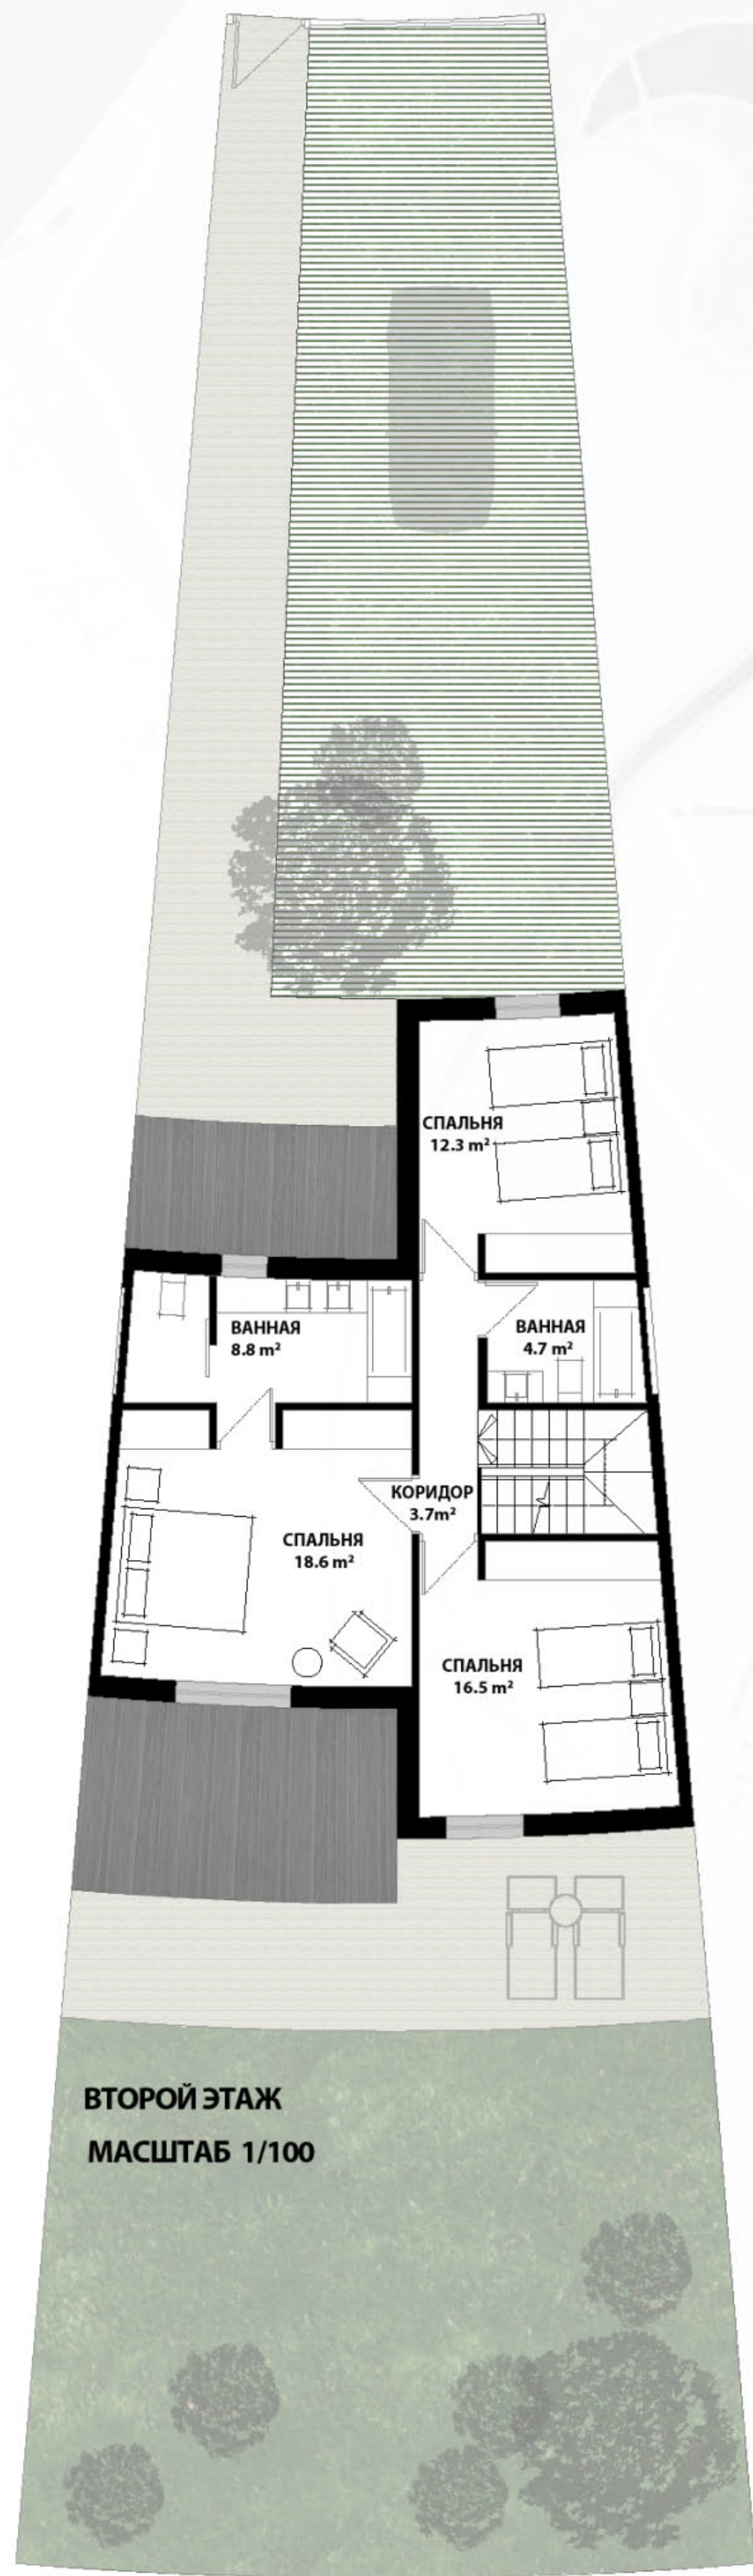 СПАЛЬНЯ
12.3 m²
ВАННАЯ
8.8 m²
ВАННАЯ
4.7 m²
КОРИДОР
3.7m²
СПАЛЬНЯ
18.6 m²
СПАЛЬНЯ
16.5 m²
ВТОРОЙ ЭТАЖ
МАСШТАБ 1/100